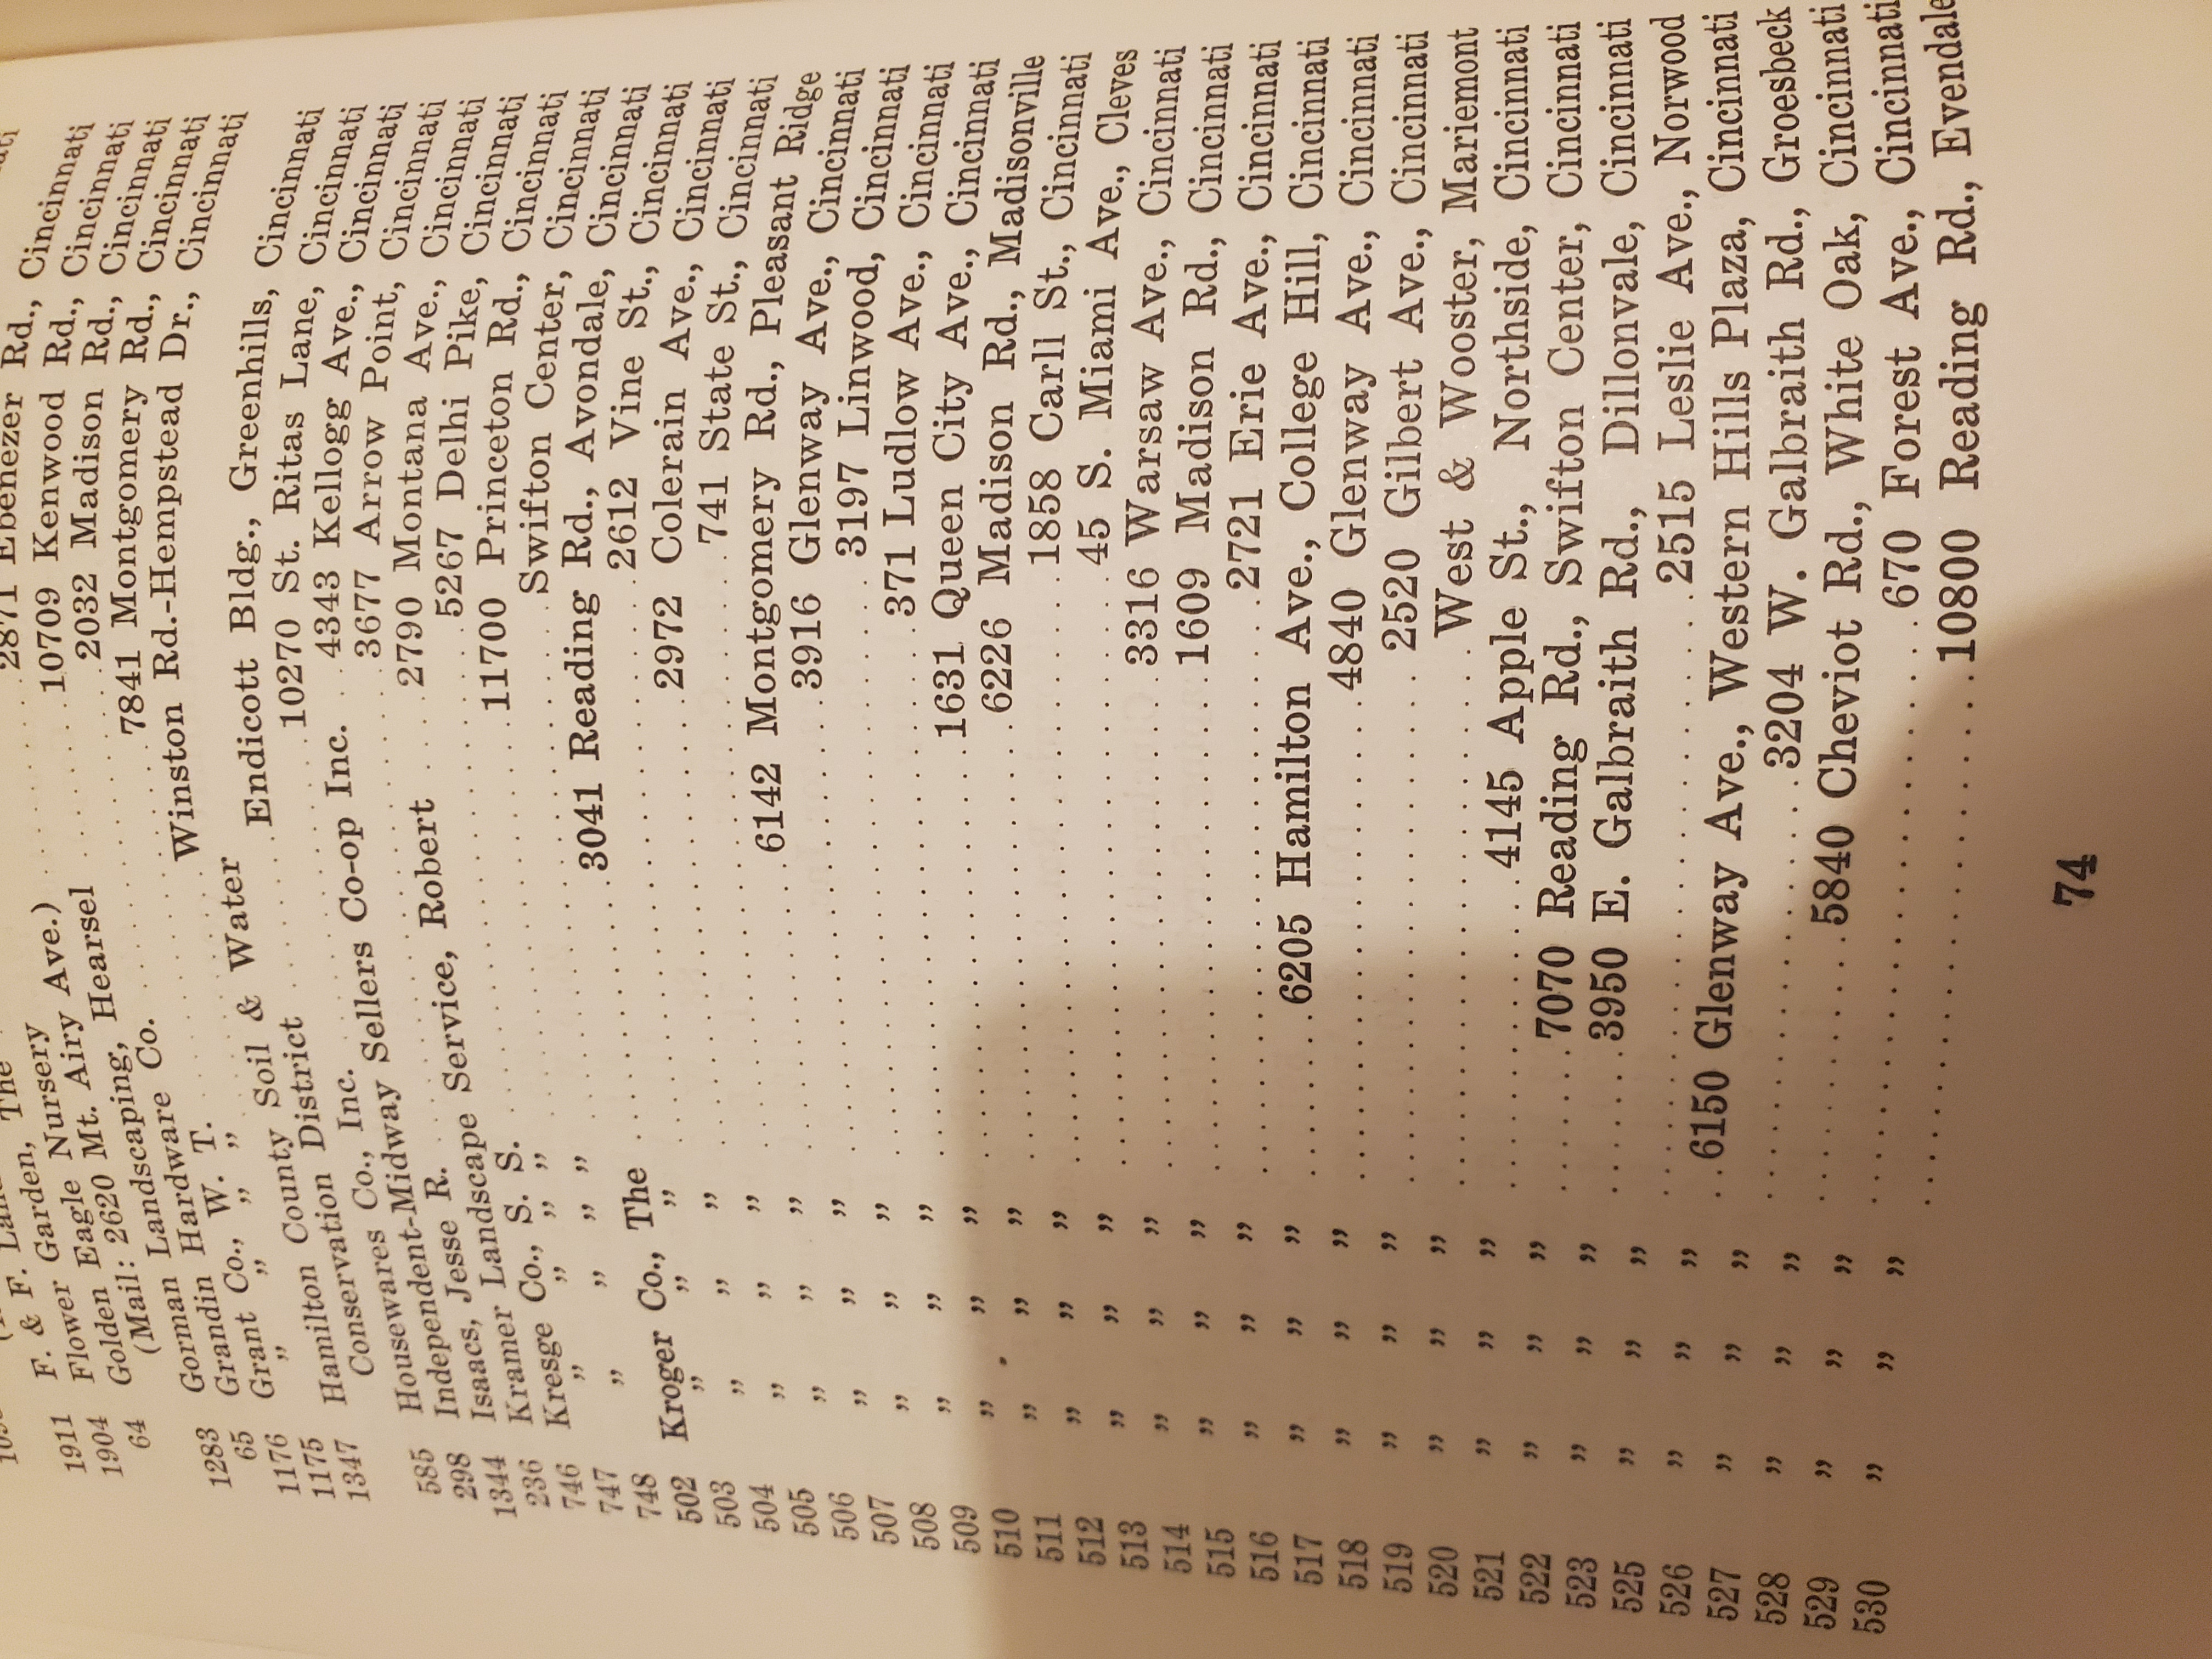 F. & F. Land
1911 Flower Garden, The
1904 Golden Eagle Nursery 2871 Ebenezer Rd.,
(Mail: 2620 Mt. Airy Ave.)
64 Gorman Landscaping, Hearsel 10709 Kenwood Rd., Cincinnati
1283 Grandin Hardware Co. 2032 Madison Rd., Cincinnati
65 Grant Co., W. T. 7841 Montgomery Rd., Cincinnati
1176 „ „ „ „ Winston Rd.-Hempstead Dr., Cincinnati
1347 Hamilton County Soil & Water
Conservation District Endicott Bldg., Greenhills, Cincinnati
585 Housewares Co., Inc. 10270 St. Ritas Lane, Cincinnati
298 Independent-Midway Sellers Co-op Inc. 4343 Kellogg Ave., Cincinnati
1344 Isaacs, Jesse R. 3677 Arrow Point, Cincinnati
236 Kramer Landscape Service, Robert 2790 Montana Ave., Cincinnati
746 Kresge Co., S. S. 5267 Delhi Pike, Cincinnati
747 „ „ „ „ 11700 Princeton Rd., Cincinnati
748 „ „ „ „ Swifton Center, Cincinnati
502 Kroger Co., The 3041 Reading Rd., Avondale, Cincinnati
503 „ „ „ 2612 Vine St., Cincinnati
504 „ „ „ 2972 Colerain Ave., Cincinnati
505 „ „ „ 741 State St., Cincinnati
506 „ „ „ 6142 Montgomery Rd., Pleasant Ridge
507 „ „ „ 3916 Glenway Ave., Cincinnati
508 „ „ „ 3197 Linwood, Cincinnati
509 „ „ „ 371 Ludlow Ave., Cincinnati
510 „ „ „ 1631 Queen City Ave., Cincinnati
511 „ „ „ 6226 Madison Rd., Madisonville
512 „ „ „ 1858 Carll St., Cincinnati
513 „ „ „ 45 S. Miami Ave., Cleves
514 „ „ „ 3316 Warsaw Ave., Cincinnati
515 „ „ „ 1609 Madison Rd., Cincinnati
516 „ „ „ 2721 Erie Ave., Cincinnati
517 „ „ „ 6205 Hamilton Ave., College Hill, Cincinnati
518 „ „ „ 4840 Glenway Ave., Cincinnati
519 „ „ „ 2520 Gilbert Ave., Cincinnati
520 „ „ „ West & Wooster, Mariemont
521 „ „ „ 4145 Apple St., Northside, Cincinnati
522 „ „ „ 7070 Reading Rd., Swifton Center, Cincinnati
523 „ „ „ 3950 E. Galbraith Rd., Dillonvale, Cincinnati
525 „ „ „ 2515 Leslie Ave., Norwood
526 „ „ „ 6150 Glenway Ave., Western Hills Plaza, Cincinnati
527 „ „ „ 3204 W. Galbraith Rd., Groesbeck
528 „ „ „ 5840 Cheviot Rd., White Oak, Cincinnati
529 „ „ „ 670 Forest Ave., Cincinnati
530 „ „ „ 10800 Reading Rd., Evendale
74